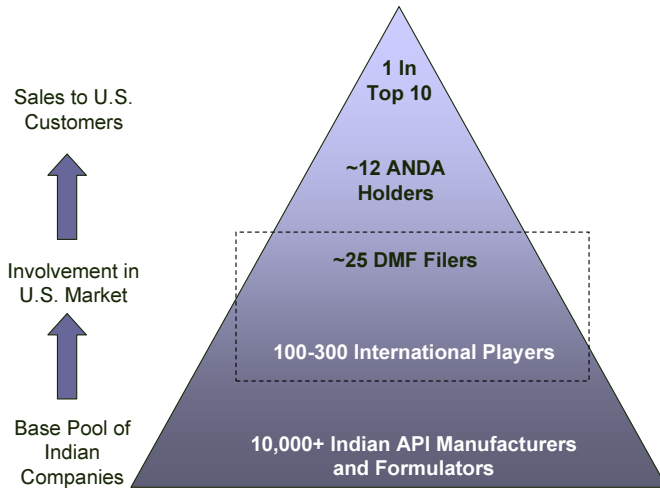 1 In
Top 10
Sales to U.S.
Customers
~12 ANDA
Holders
~25 DMF Filers
Involvement in
U.S. Market
100-300 International Players
Base Pool of
Indian
Companies
10,000+ Indian API Manufacturers
and Formulators